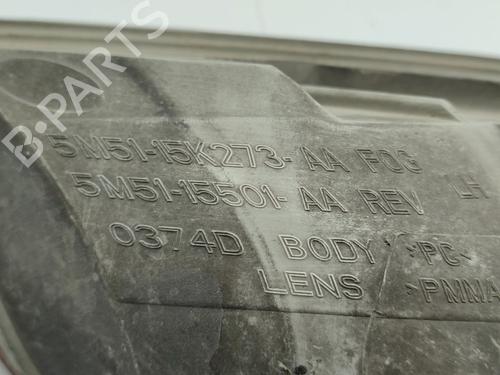 5M51-15K273-AA FOG
5M51-15501-AA REV LH
0374D BODY >PC<
LENS >PMMA
B-PARTS